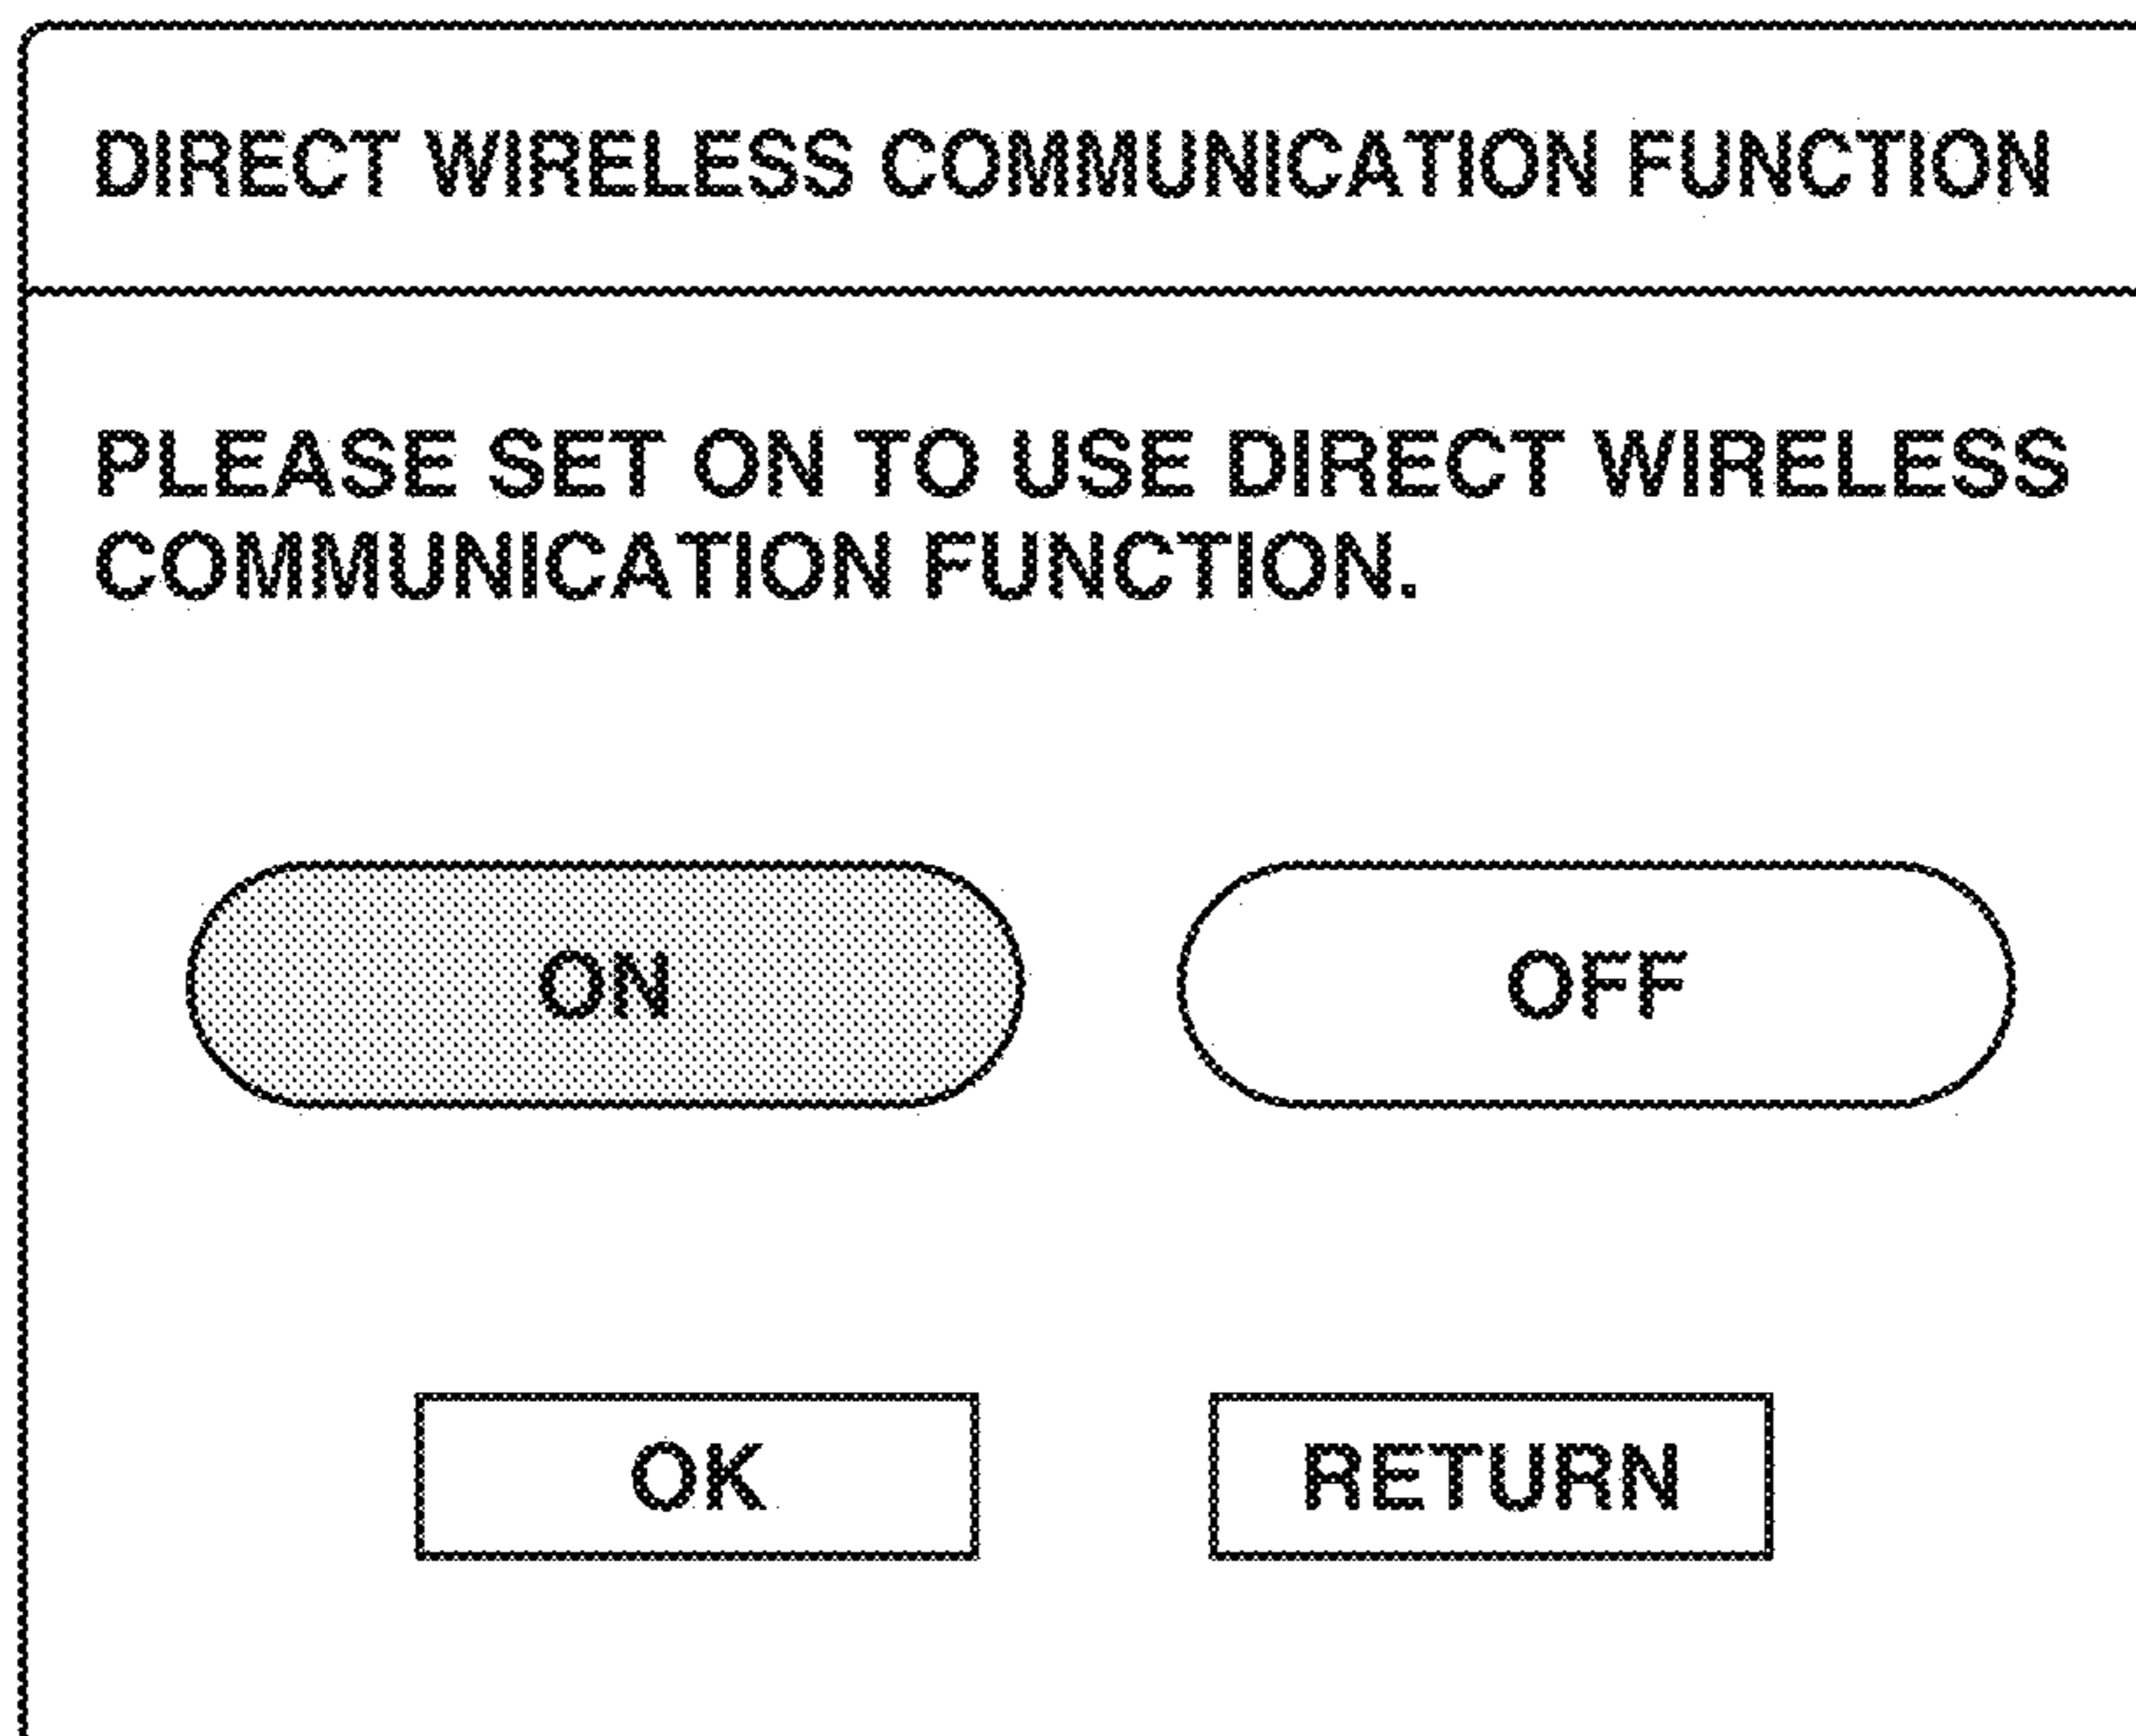 DIRECT WIRELESS COMMUNICATION FUNCTION
PLEASE SET ON TO USE DIRECT WIRELESS
COMMUNICATION FUNCTION.
ON
OFF
OK
RETURN